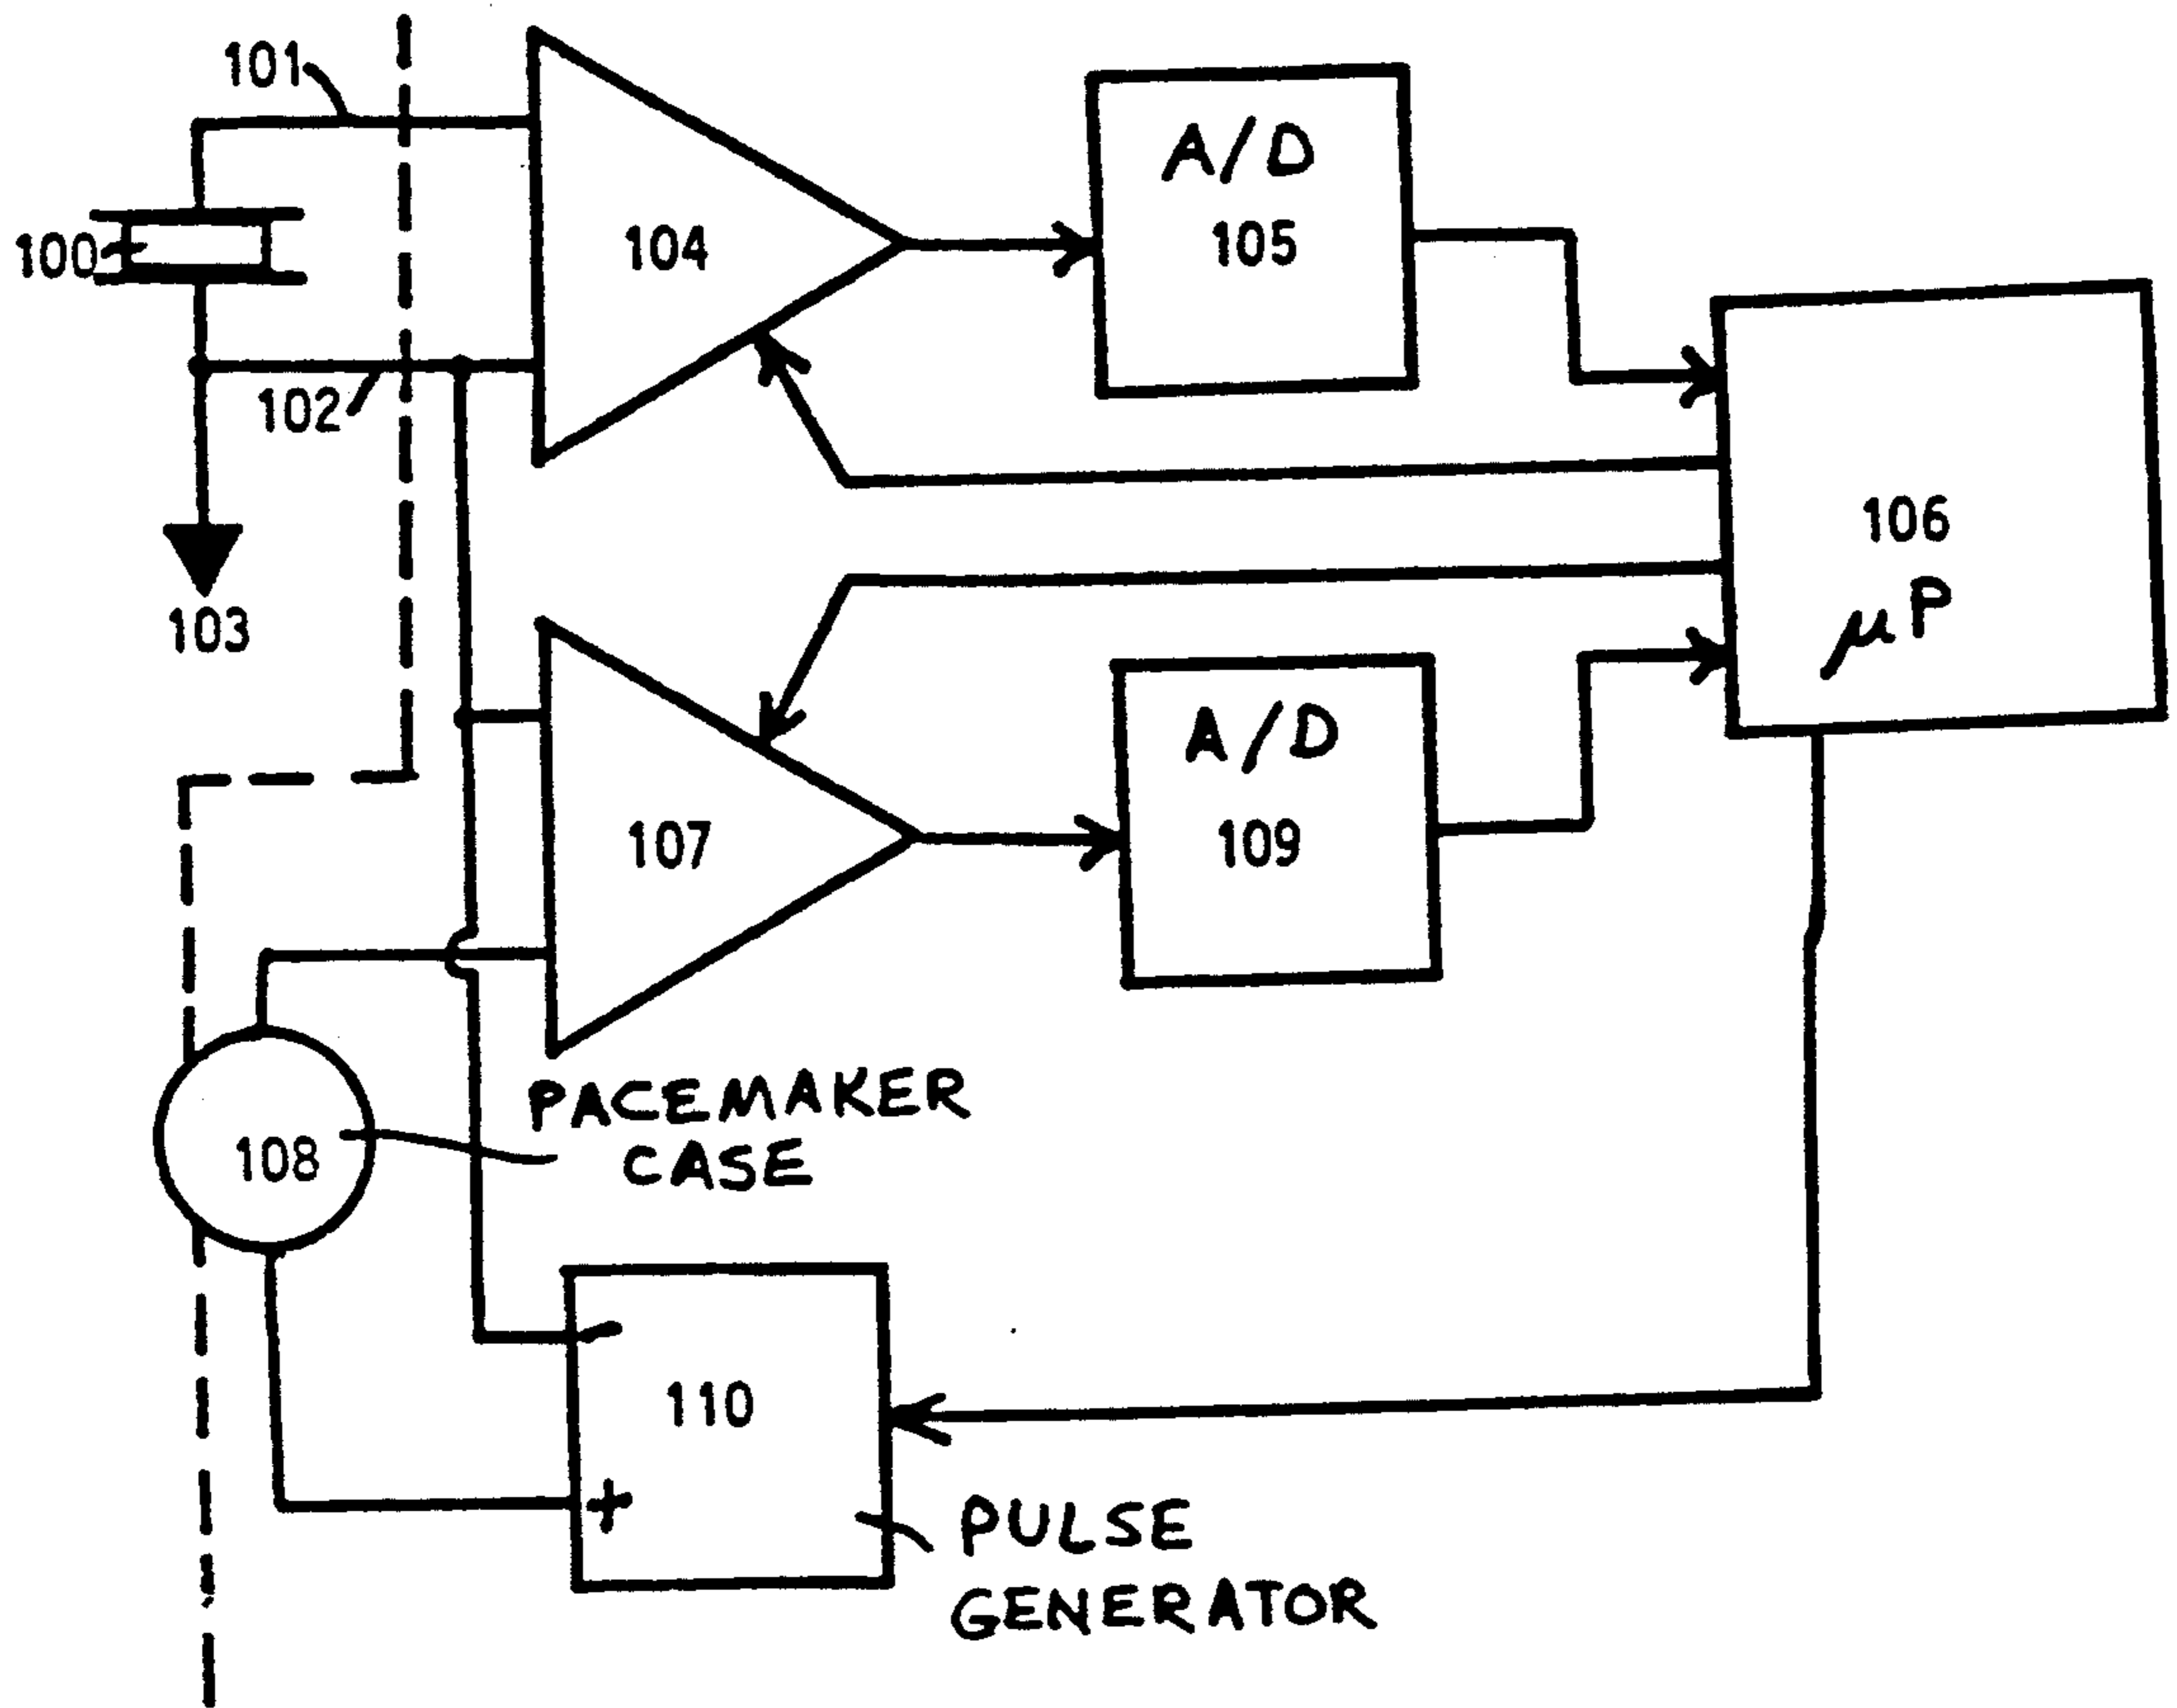 101
A/D
104
105
100
102
106
μP
103
A/D
107
109
PACEMAKER
CASE
108
−
110
+
PULSE
GENERATOR